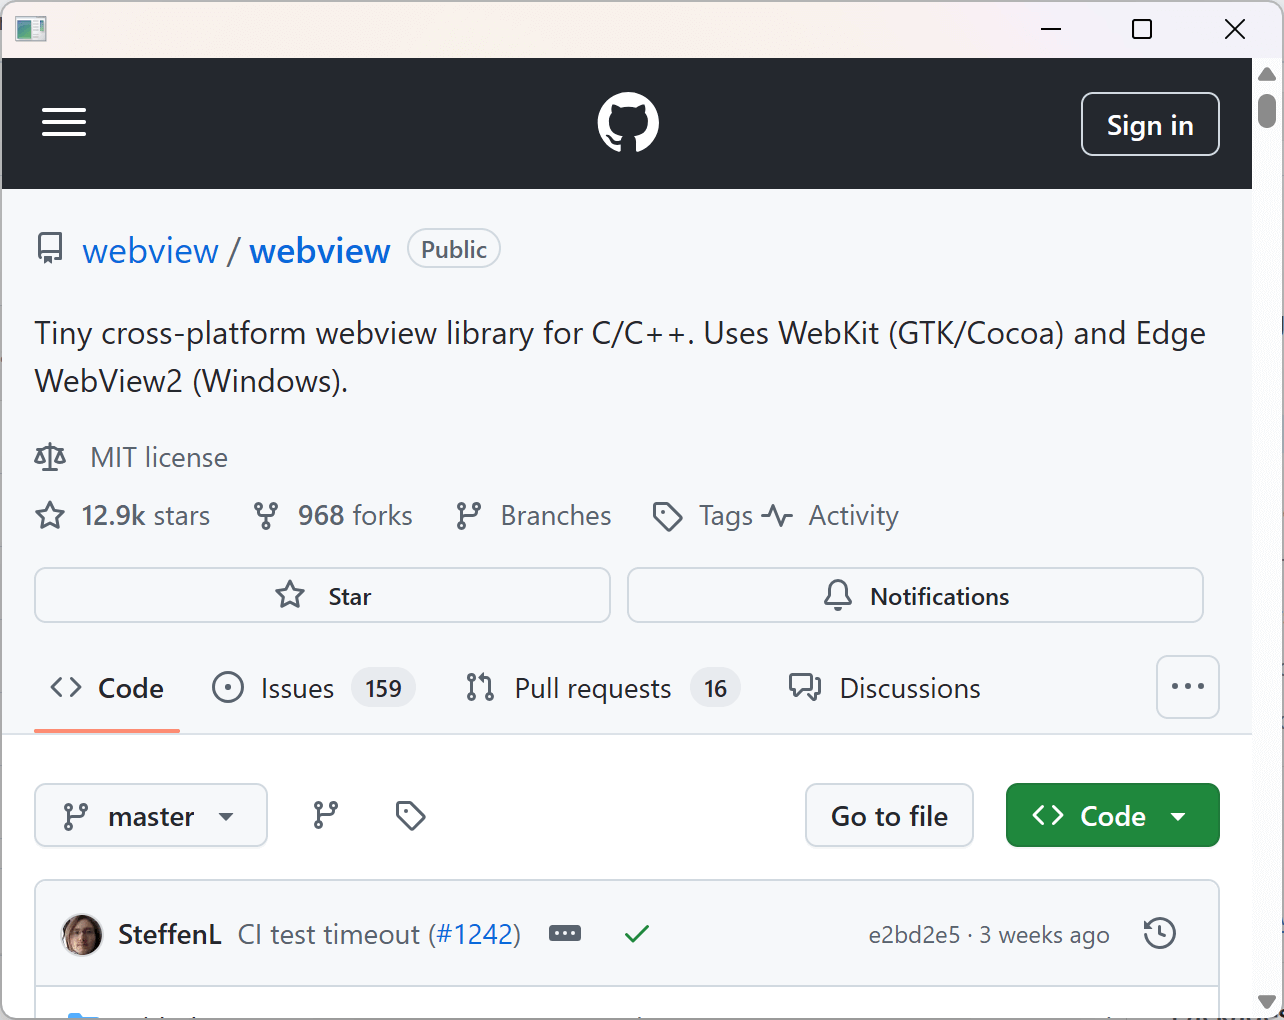 Sign in
webview / webview Public
Tiny cross-platform webview library for C/C++. Uses WebKit (GTK/Cocoa) and Edge
WebView2 (Windows).
MIT license
12.9k stars 968 forks Branches Tags Activity
Star Notifications
Code Issues 159 Pull requests 16 Discussions
master Go to file Code
SteffenL CI test timeout (#1242) e2bd2e5 · 3 weeks ago